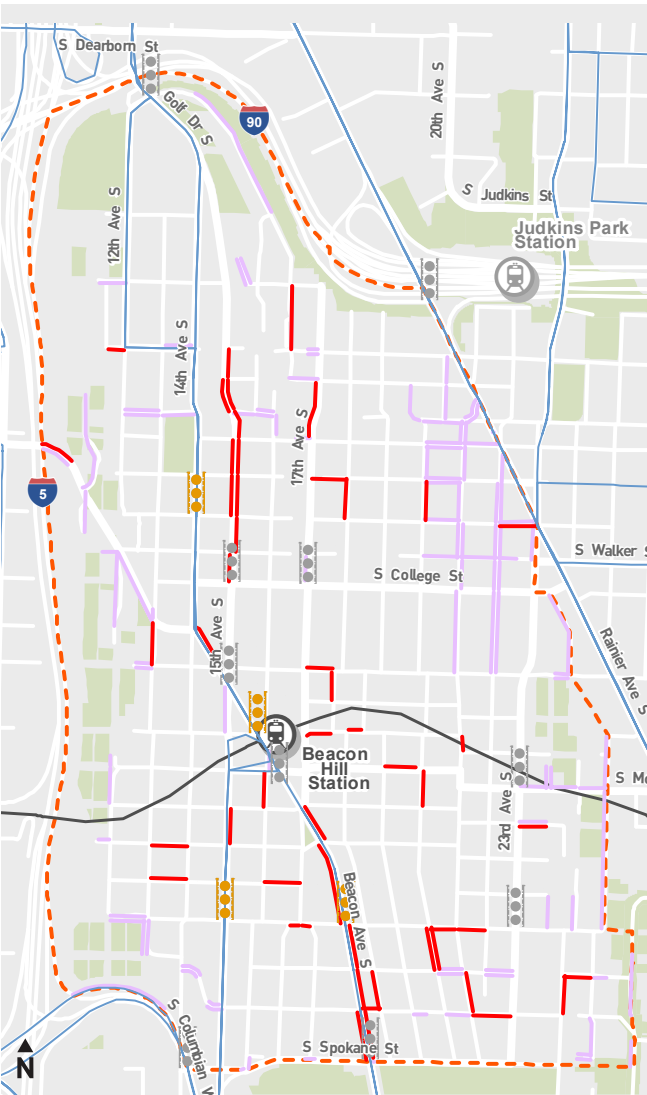 S Dearborn St
Golf Dr S
90
20th Ave S
S Judkins St
12th Ave S
Judkins Park
Station
14th Ave S
17th Ave S
5
S Walker S
S College St
15th Ave S
Rainier Ave S
Beacon
Hill
Station
S Mc
23rd Ave S
Beacon Ave S
S Columbian W
S Spokane St
N